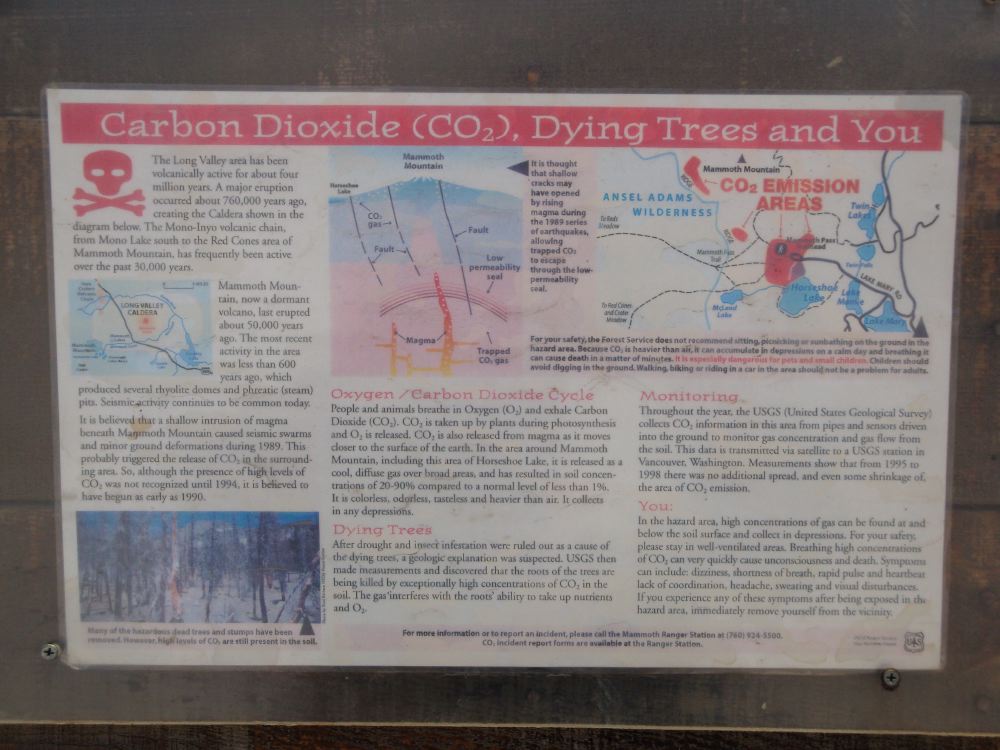 Carbon Dioxide (CO₂), Dying Trees and You
The Long Valley area has been
volcanically active for about four
million years. A major eruption
occurred about 760,000 years ago,
creating the Caldera shown in the
diagram below. The Mono-Inyo volcanic chain,
from Mono Lake south to the Red Cones area of
Mammoth Mountain, has frequently been active
over the past 30,000 years.
LONG VALLEY
CALDERA
Mammoth Moun-
tain, now a dormant
volcano, last erupted
about 50,000 years
ago. The most recent
activity in the area
was less than 600
years ago, which
produced several rhyolite domes and phreatic (steam)
pits. Seismic activity continues to be common today.
It is believed that a shallow intrusion of magma
beneath Mammoth Mountain caused seismic swarms
and minor ground deformations during 1989. This
probably triggered the release of CO₂ in the surround-
ing area. So, although the presence of high levels of
CO₂ was not recognized until 1994, it is believed to
have begun as early as 1990.
Many of the hazardous dead trees and stumps have been
removed. However, high levels of CO₂ are still present in the soil.
Mammoth
Mountain
Horseshoe
Lake
CO₂
gas
Fault
Fault
Low
permeability
seal
Magma
Trapped
CO₂ gas
It is thought
that shallow
cracks may
have opened
by rising
magma during
the 1989 series
of earthquakes,
allowing
trapped CO₂
to escape
through the low-
permeability
seal.
Mammoth Mountain
CO₂ EMISSION
AREAS
ANSEL ADAMS
WILDERNESS
RIDGE
To Reds
Meadow
Mammoth Pass
Trail
Mammoth Pass
Trailhead
Twin
Lakes
Twin Falls
LAKE MARY RD
Horseshoe
Lake
Lake
Mamie
Lake Mary
McLeod
Lake
To Red Cones
and Crater
Meadow
For your safety, the Forest Service does not recommend sitting, picnicking or sunbathing on the ground in the
hazard area. Because CO₂ is heavier than air, it can accumulate in depressions on a calm day and breathing it
can cause death in a matter of minutes. It is especially dangerous for pets and small children. Children should
avoid digging in the ground. Walking, biking or riding in a car in the area should not be a problem for adults.
Oxygen / Carbon Dioxide Cycle
People and animals breathe in Oxygen (O₂) and exhale Carbon
Dioxide (CO₂). CO₂ is taken up by plants during photosynthesis
and O₂ is released. CO₂ is also released from magma as it moves
closer to the surface of the earth. In the area around Mammoth
Mountain, including this area of Horseshoe Lake, it is released as a
cool, diffuse gas over broad areas, and has resulted in soil concen-
trations of 20-90% compared to a normal level of less than 1%.
It is colorless, odorless, tasteless and heavier than air. It collects
in any depressions.
Dying Trees
After drought and insect infestation were ruled out as a cause of
the dying trees, a geologic explanation was suspected. USGS then
made measurements and discovered that the roots of the trees are
being killed by exceptionally high concentrations of CO₂ in the
soil. The gas interferes with the roots' ability to take up nutrients
and O₂.
Monitoring
Throughout the year, the USGS (United States Geological Survey)
collects CO₂ information in this area from pipes and sensors driven
into the ground to monitor gas concentration and gas flow from
the soil. This data is transmitted via satellite to a USGS station in
Vancouver, Washington. Measurements show that from 1995 to
1998 there was no additional spread, and even some shrinkage of,
the area of CO₂ emission.
You:
In the hazard area, high concentrations of gas can be found at and
below the soil surface and collect in depressions. For your safety,
please stay in well-ventilated areas. Breathing high concentrations
of CO₂ can very quickly cause unconsciousness and death. Symptoms
can include: dizziness, shortness of breath, rapid pulse and heartbeat
lack of coordination, headache, sweating and visual disturbances.
If you experience any of these symptoms after being exposed in the
hazard area, immediately remove yourself from the vicinity.
For more information or to report an incident, please call the Mammoth Ranger Station at (760) 924-5500.
CO₂ incident report forms are available at the Ranger Station.